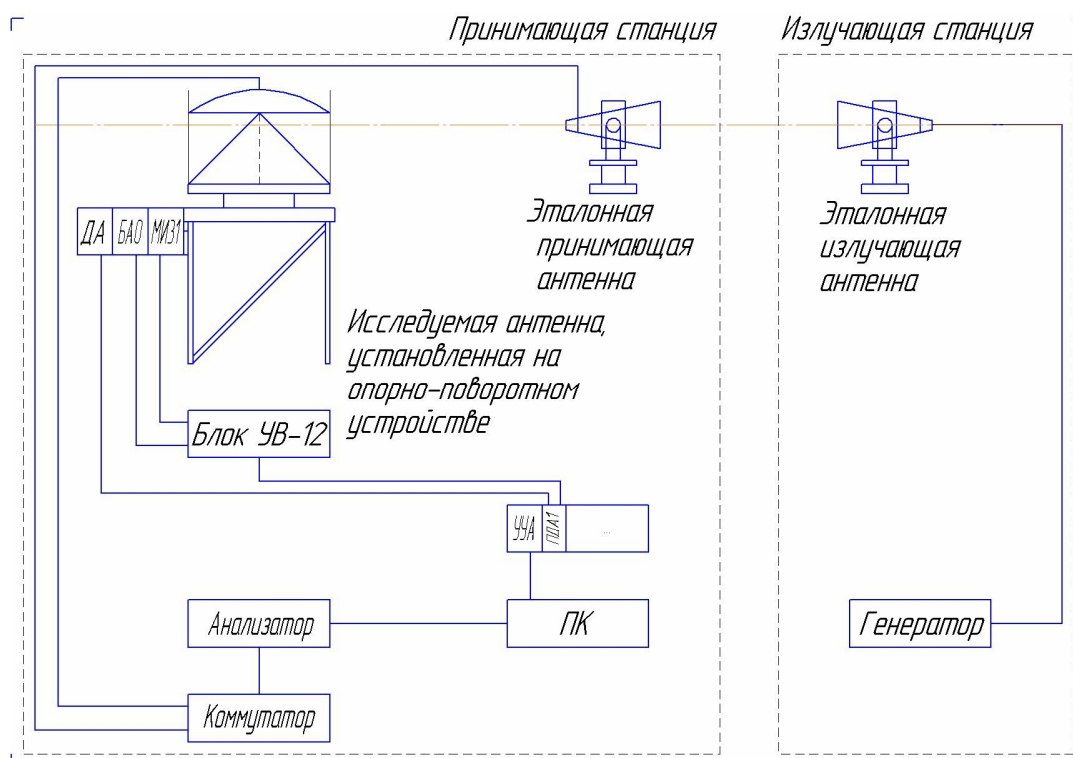 Принимающая станция
Излучающая станция
ДА
БАО
МИЗ1
Эталонная
принимающая
антенна
Эталонная
излучающая
антенна
Исследуемая антенна,
установленная на
опорно-поворотном
устройстве
Блок УВ-12
УУА
ПДА1
...
Анализатор
ПК
Генератор
Коммутатор